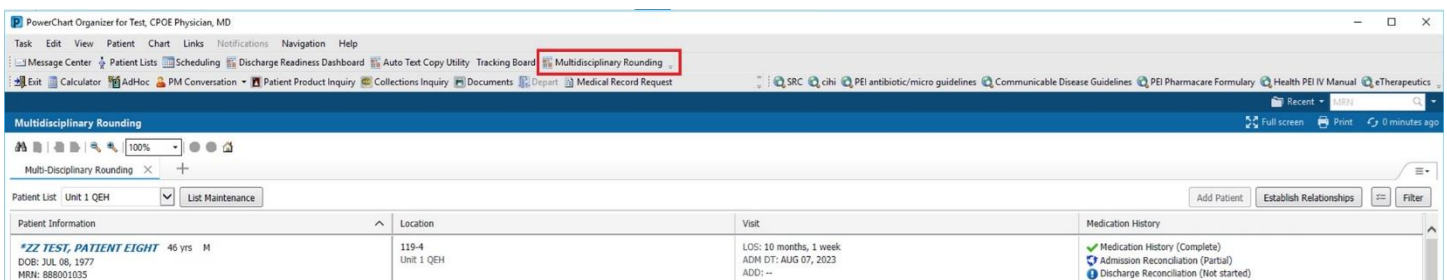 PowerChart Organizer for Test, CPOE Physician, MD
Task Edit View Patient Chart Links Notifications Navigation Help
Message Center Patient Lists Scheduling Discharge Readiness Dashboard Auto Text Copy Utility Tracking Board Multidisciplinary Rounding
Exit Calculator AdHoc PM Conversation Patient Product Inquiry Collections Inquiry Documents Depart Medical Record Request SRC cihi PEI antibiotic/micro guidelines Communicable Disease Guidelines PEI Pharmacare Formulary Health PEI IV Manual eTherapeutics
Recent MRN
Multidisciplinary Rounding Full screen Print 0 minutes ago
100%
Multi-Disciplinary Rounding
Patient List Unit 1 QEH List Maintenance Add Patient Establish Relationships Filter
Patient Information Location Visit Medication History
*ZZ TEST, PATIENT EIGHT 46 yrs M 119-4 LOS: 10 months, 1 week Medication History (Complete)
DOB: JUL 08, 1977 Unit 1 QEH ADM DT: AUG 07, 2023 Admission Reconciliation (Partial)
MRN: 888001035 ADD: -- Discharge Reconciliation (Not started)